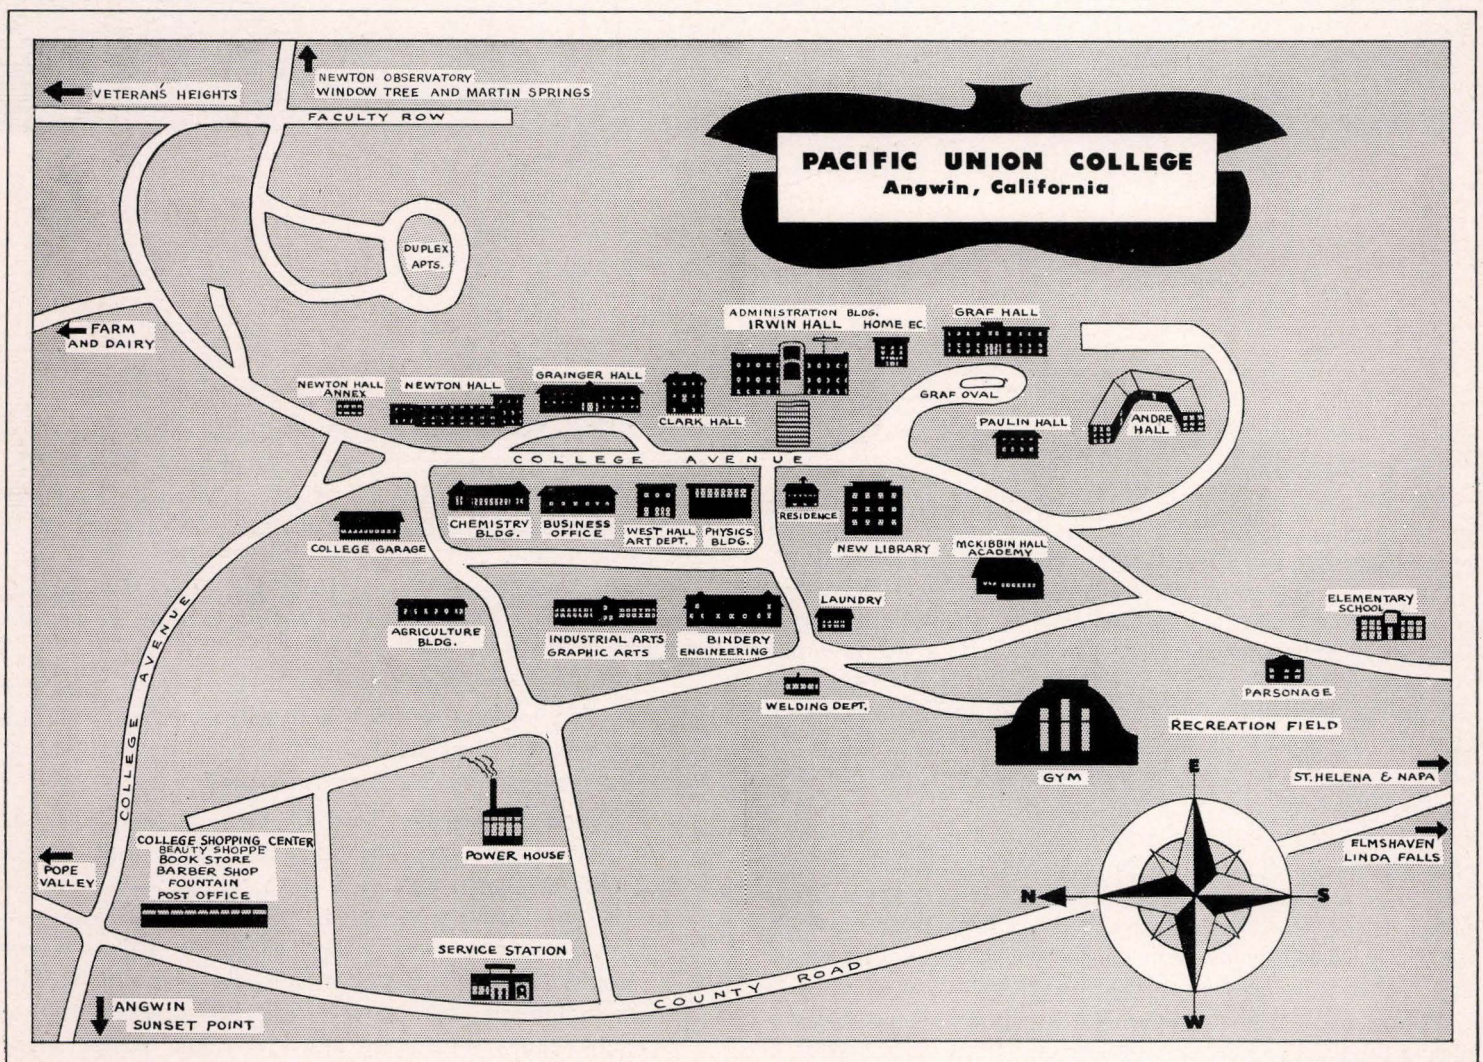 NEWTON OBSERVATORY
WINDOW TREE AND MARTIN SPRINGS
VETERAN'S HEIGHTS
FACULTY ROW
PACIFIC UNION COLLEGE
Angwin, California
DUPLEX
APTS.
FARM
AND DAIRY
ADMINISTRATION BLDG.
IRWIN HALL
HOME EC.
GRAF HALL
GRAINGER HALL
NEWTON HALL
ANNEX
NEWTON HALL
CLARK HALL
GRAF OVAL
PAULIN HALL
ANDRE
HALL
COLLEGE AVENUE
CHEMISTRY
BLDG.
BUSINESS
OFFICE
WEST HALL
ART DEPT.
PHYSICS
BLDG.
RESIDENCE
NEW LIBRARY
MCKIBBIN HALL
ACADEMY
COLLEGE GARAGE
COLLEGE AVENUE
AGRICULTURE
BLDG.
INDUSTRIAL ARTS
GRAPHIC ARTS
BINDERY
ENGINEERING
LAUNDRY
ELEMENTARY
SCHOOL
WELDING DEPT.
PARSONAGE
RECREATION FIELD
GYM
ST. HELENA & NAPA
ELMSHAVEN
LINDA FALLS
COLLEGE SHOPPING CENTER
BEAUTY SHOPPE
BOOK STORE
BARBER SHOP
FOUNTAIN
POST OFFICE
POWER HOUSE
POPE
VALLEY
SERVICE STATION
COUNTY ROAD
ANGWIN
SUNSET POINT
E
N
S
W